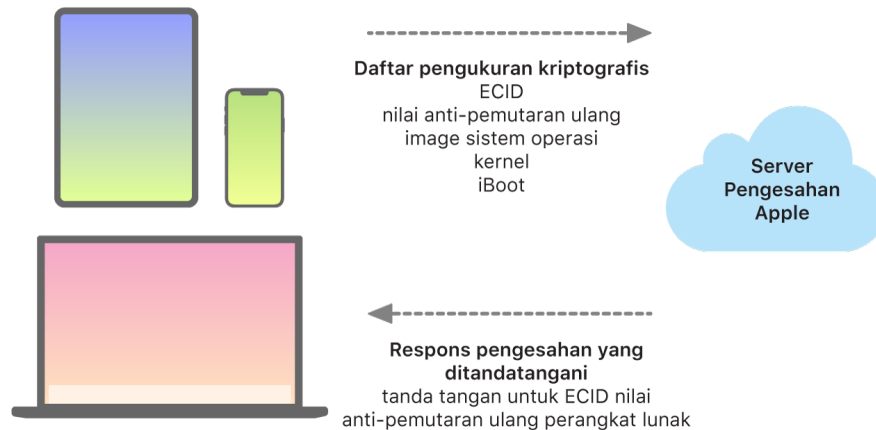 Daftar pengukuran kriptografis
ECID
nilai anti-pemutaran ulang
image sistem operasi
kernel
iBoot
Server
Pengesahan
Apple
Respons pengesahan yang
ditandatangani
tanda tangan untuk ECID nilai
anti-pemutaran ulang perangkat lunak